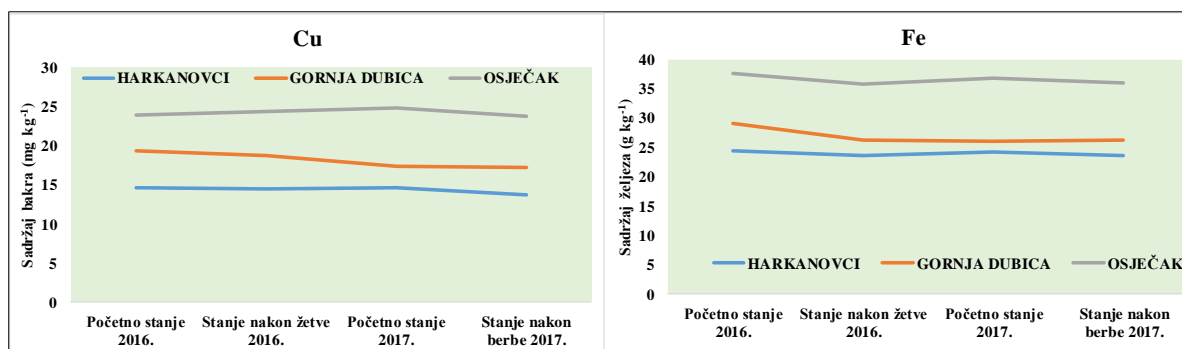 Cu
HARKANOVCI GORNJA DUBICA OSJEČAK
Sadržaj bakra (mg kg-1)
30
25
20
15
10
5
0
Početno stanje 2016.
Stanje nakon žetve 2016.
Početno stanje 2017.
Stanje nakon berbe 2017.
Fe
Sadržaj željeza (g kg-1)
40
35
30
25
20
15
10
5
0
HARKANOVCI GORNJA DUBICA OSJEČAK
Početno stanje 2016.
Stanje nakon žetve 2016.
Početno stanje 2017.
Stanje nakon berbe 2017.